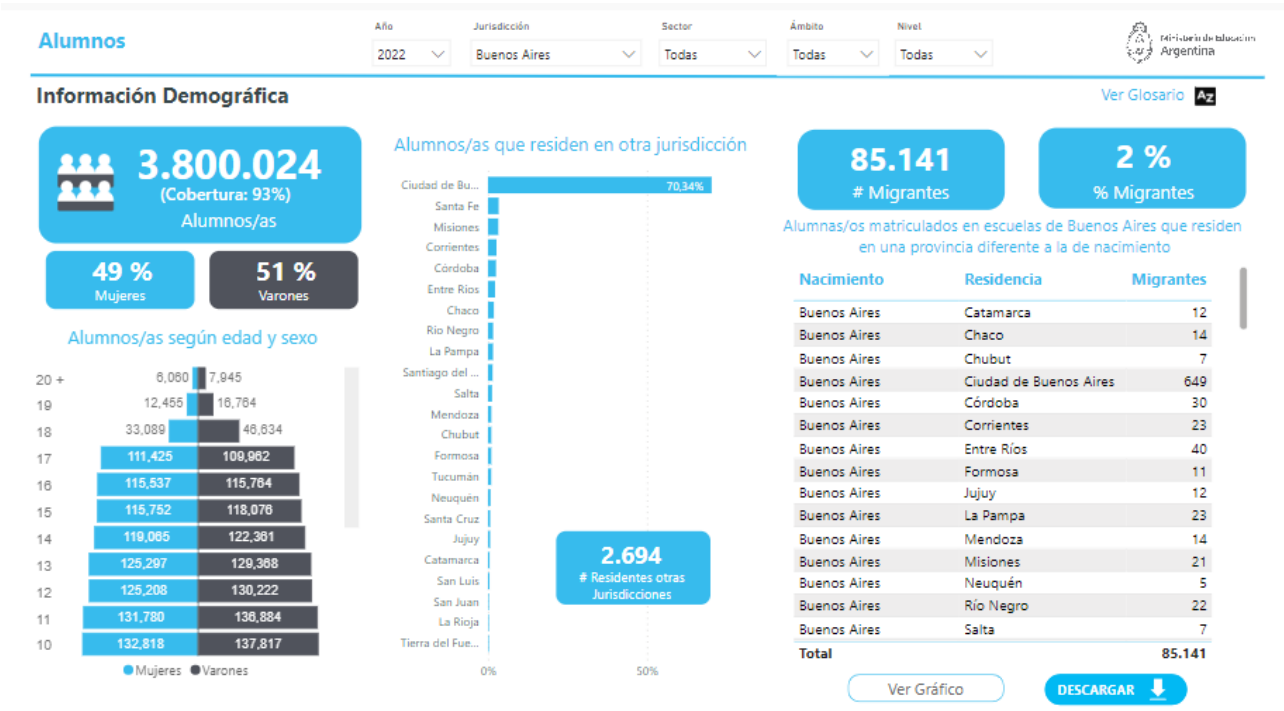 Alumnos
Año
Jurisdicción
Sector
Ámbito
Nivel
2022
Buenos Aires
Todas
Todas
Todas
Ministerio de Educación
Argentina
Información Demográfica
Ver Glosario AZ
3.800.024
(Cobertura: 93%)
Alumnos/as
49 %
Mujeres
51 %
Varones
Alumnos/as según edad y sexo
20 + 6,060 7,945
19 12,455 16,764
18 33,089 46,634
17 111,425 109,962
16 115,537 115,764
15 115,752 118,076
14 119,065 122,361
13 125,297 129,368
12 125,208 130,222
11 131,780 136,884
10 132,818 137,817
Mujeres Varones
Alumnos/as que residen en otra jurisdicción
Ciudad de Bu... 70,34%
Santa Fe
Misiones
Corrientes
Córdoba
Entre Ríos
Chaco
Río Negro
La Pampa
Santiago del ...
Salta
Mendoza
Chubut
Formosa
Tucumán
Neuquén
Santa Cruz
Jujuy
Catamarca
San Luis
San Juan
La Rioja
Tierra del Fue...
0% 50%
2.694
# Residentes otras
Jurisdicciones
85.141
# Migrantes
2 %
% Migrantes
Alumnas/os matriculados en escuelas de Buenos Aires que residen
en una provincia diferente a la de nacimiento
Nacimiento Residencia Migrantes
Buenos Aires Catamarca 12
Buenos Aires Chaco 14
Buenos Aires Chubut 7
Buenos Aires Ciudad de Buenos Aires 649
Buenos Aires Córdoba 30
Buenos Aires Corrientes 23
Buenos Aires Entre Ríos 40
Buenos Aires Formosa 11
Buenos Aires Jujuy 12
Buenos Aires La Pampa 23
Buenos Aires Mendoza 14
Buenos Aires Misiones 21
Buenos Aires Neuquén 5
Buenos Aires Río Negro 22
Buenos Aires Salta 7
Total 85.141
Ver Gráfico
DESCARGAR